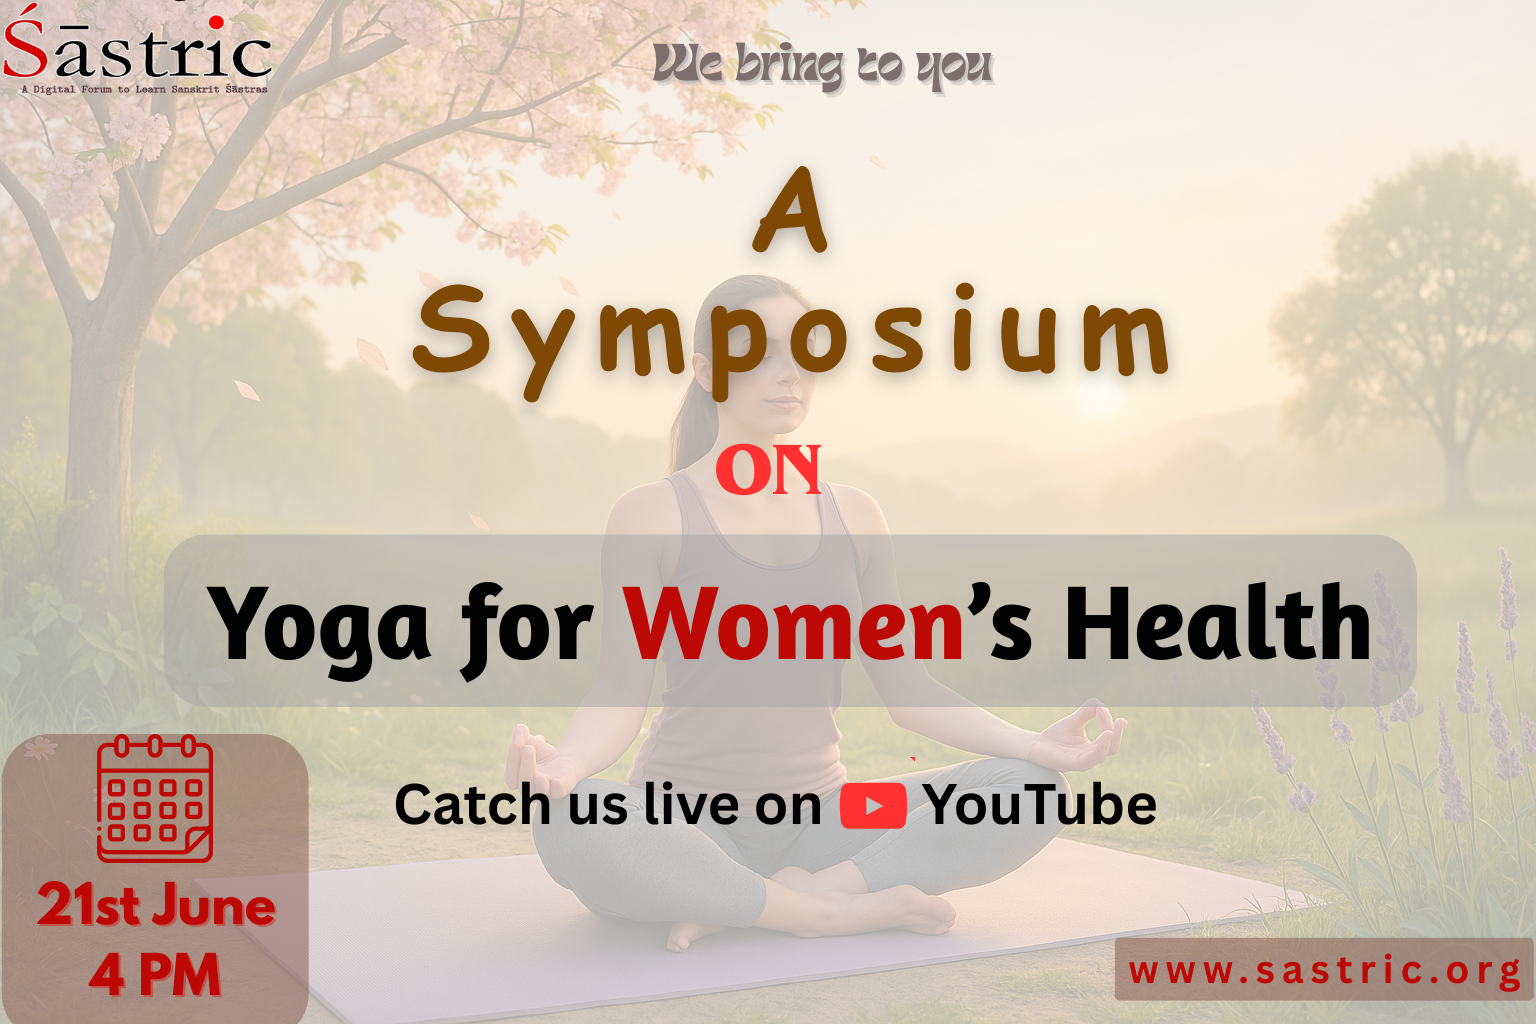 Śāstric
A Digital Forum to Learn Sanskrit Śāstras
We bring to you
A
Symposium
ON
Yoga for Women's Health
Catch us live on YouTube
21st June
4 PM
www.sastric.org